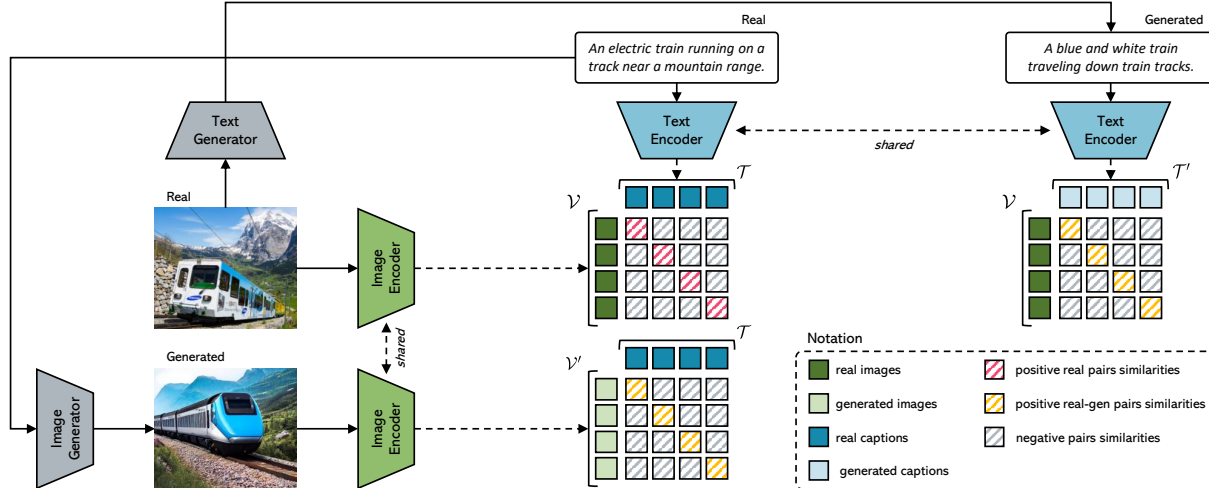 Real
An electric train running on a
track near a mountain range.
Generated
A blue and white train
traveling down train tracks.
Text
Generator
Text
Encoder
shared
Text
Encoder
Real
𝒯
𝒯′
𝒱
𝒱
Image
Encoder
shared
Generated
𝒯
𝒱′
Image
Generator
Image
Encoder
Notation
real images
generated images
real captions
generated captions
positive real pairs similarities
positive real-gen pairs similarities
negative pairs similarities